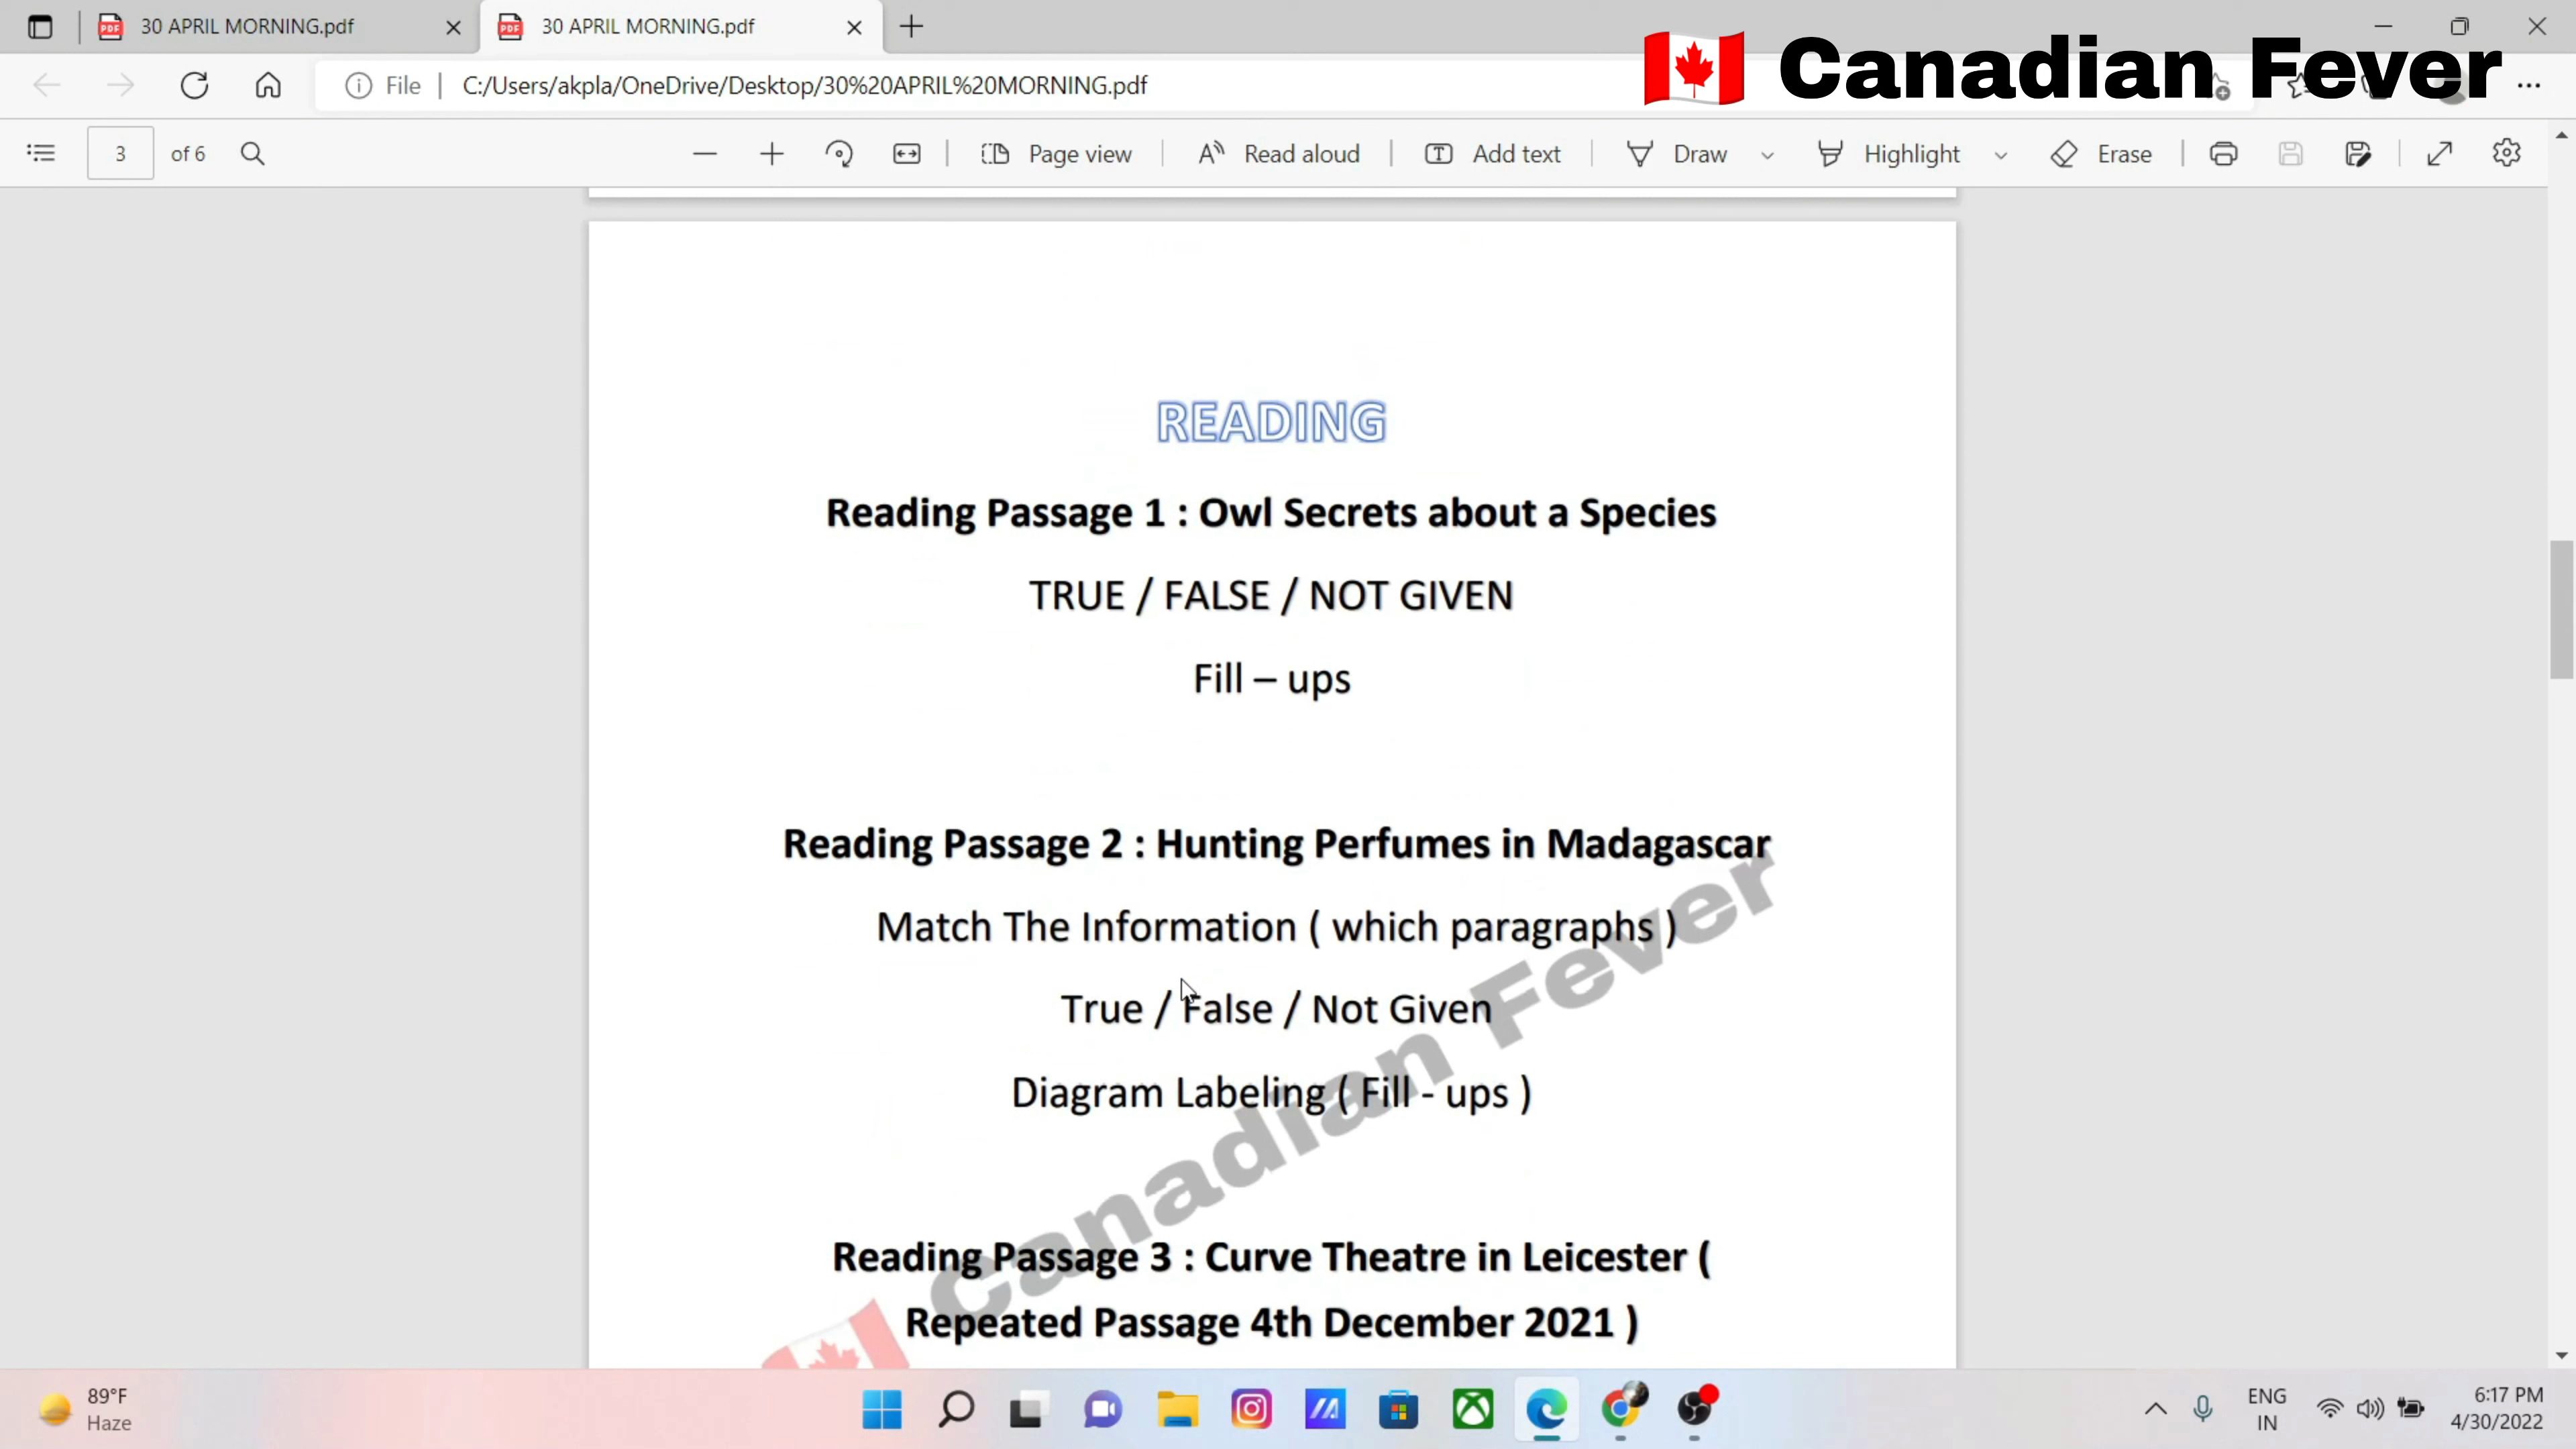 30 APRIL MORNING.pdf
30 APRIL MORNING.pdf
Canadian Fever
File
C:/Users/akpla/OneDrive/Desktop/30%20APRIL%20MORNING.pdf
3 of 6
Page view
Read aloud
Add text
Draw
Highlight
Erase
READING
Reading Passage 1 : Owl Secrets about a Species
TRUE / FALSE / NOT GIVEN
Fill – ups
Reading Passage 2 : Hunting Perfumes in Madagascar
Match The Information ( which paragraphs )
True / False / Not Given
Diagram Labeling ( Fill - ups )
Canadian Fever
Reading Passage 3 : Curve Theatre in Leicester (
Repeated Passage 4th December 2021 )
89°F
Haze
ENG
IN
6:17 PM
4/30/2022